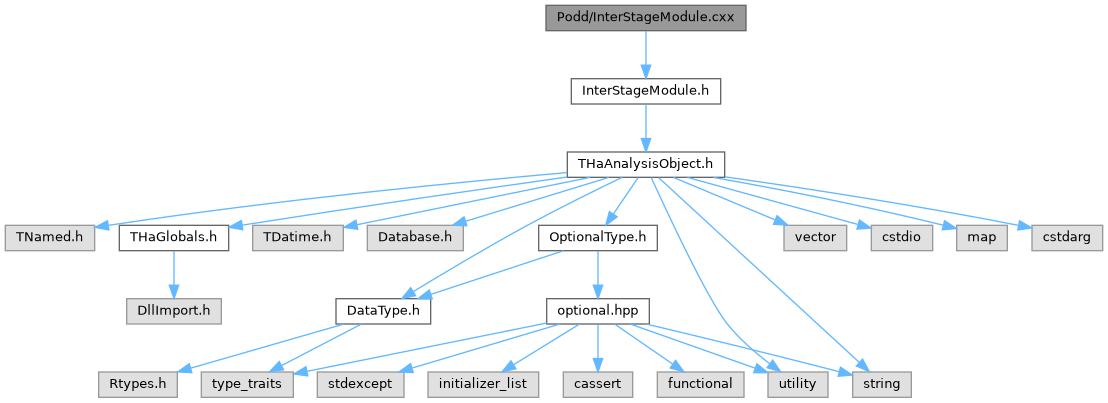 Podd/InterStageModule.cxx
InterStageModule.h
THaAnalysisObject.h
TNamed.h
THaGlobals.h
TDatime.h
Database.h
OptionalType.h
vector
cstdio
map
cstdarg
DllImport.h
DataType.h
optional.hpp
Rtypes.h
type_traits
stdexcept
initializer_list
cassert
functional
utility
string